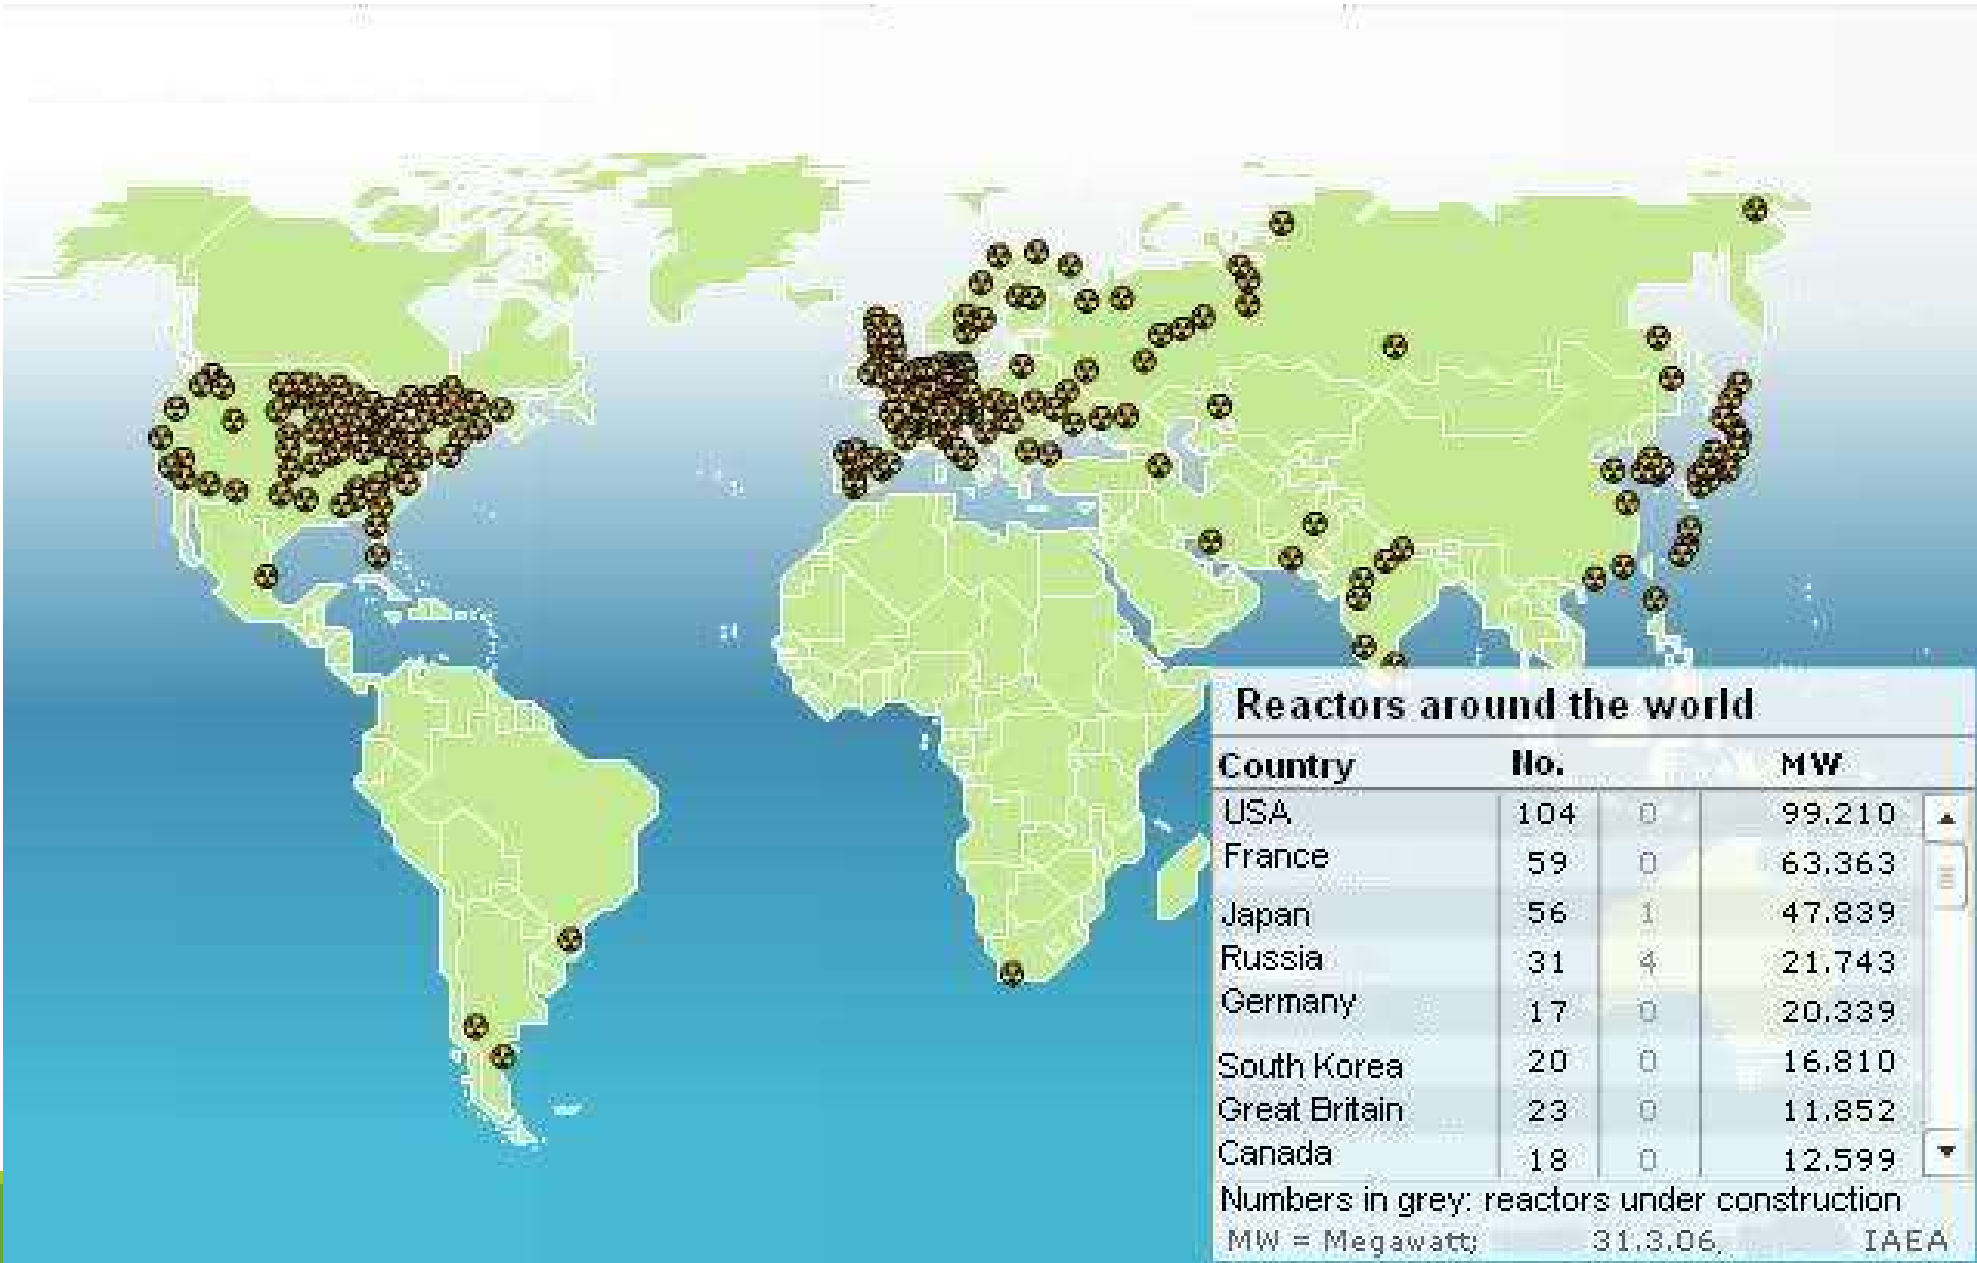 Reactors around the world
Country No. MW
USA 104 0 99.210
France 59 0 63.363
Japan 56 1 47.839
Russia 31 4 21.743
Germany 17 0 20.339
South Korea 20 0 16.810
Great Britain 23 0 11.852
Canada 18 0 12.599
Numbers in grey: reactors under construction
MW = Megawatt; 31.3.06, IAEA